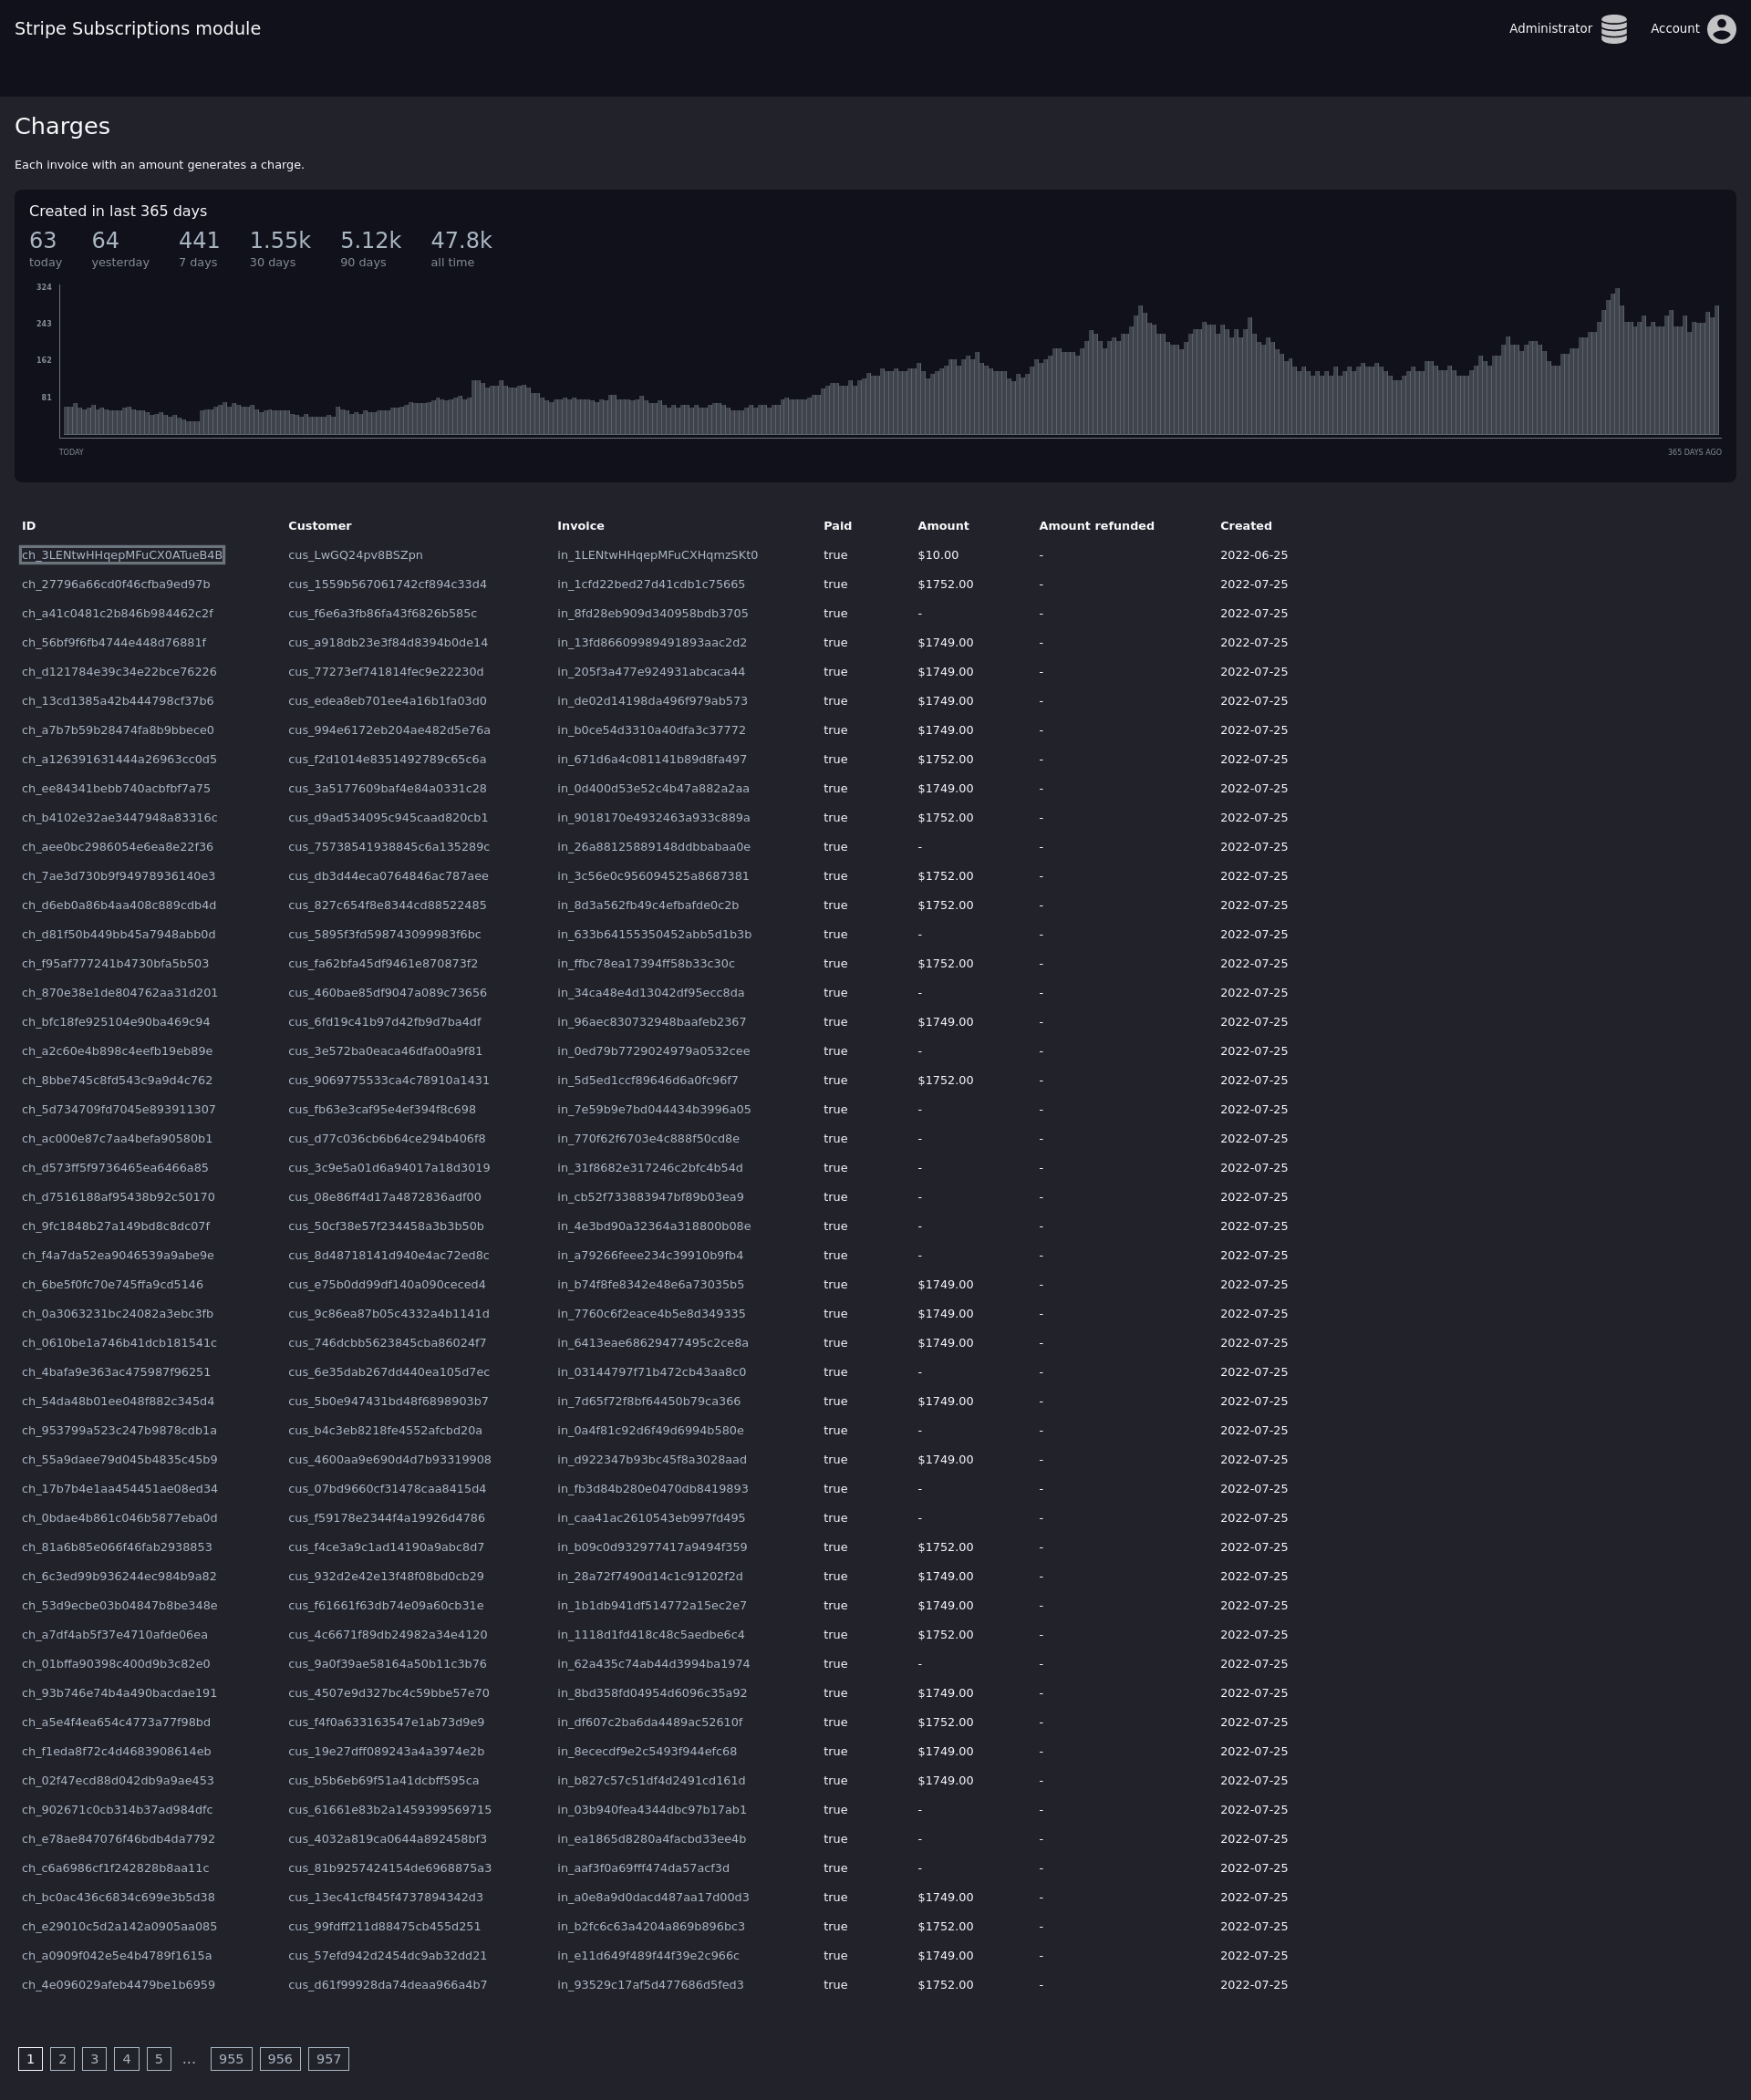 Stripe Subscriptions module
Administrator Account
Charges
Each invoice with an amount generates a charge.
Created in last 365 days
63 64 441 1.55k 5.12k 47.8k
today yesterday 7 days 30 days 90 days all time
324
243
162
81
TODAY 365 DAYS AGO
ID Customer Invoice Paid Amount Amount refunded Created
ch_3LENtwHHqepMFuCX0ATueB4B cus_LwGQ24pv8BSZpn in_1LENtwHHqepMFuCXHqmzSKt0 true $10.00 - 2022-06-25
ch_27796a66cd0f46cfba9ed97b cus_1559b567061742cf894c33d4 in_1cfd22bed27d41cdb1c75665 true $1752.00 - 2022-07-25
ch_a41c0481c2b846b984462c2f cus_f6e6a3fb86fa43f6826b585c in_8fd28eb909d340958bdb3705 true - - 2022-07-25
ch_56bf9f6fb4744e448d76881f cus_a918db23e3f84d8394b0de14 in_13fd86609989491893aac2d2 true $1749.00 - 2022-07-25
ch_d121784e39c34e22bce76226 cus_77273ef741814fec9e22230d in_205f3a477e924931abcaca44 true $1749.00 - 2022-07-25
ch_13cd1385a42b444798cf37b6 cus_edea8eb701ee4a16b1fa03d0 in_de02d14198da496f979ab573 true $1749.00 - 2022-07-25
ch_a7b7b59b28474fa8b9bbece0 cus_994e6172eb204ae482d5e76a in_b0ce54d3310a40dfa3c37772 true $1749.00 - 2022-07-25
ch_a126391631444a26963cc0d5 cus_f2d1014e8351492789c65c6a in_671d6a4c081141b89d8fa497 true $1752.00 - 2022-07-25
ch_ee84341bebb740acbfbf7a75 cus_3a5177609baf4e84a0331c28 in_0d400d53e52c4b47a882a2aa true $1749.00 - 2022-07-25
ch_b4102e32ae3447948a83316c cus_d9ad534095c945caad820cb1 in_9018170e4932463a933c889a true $1752.00 - 2022-07-25
ch_aee0bc2986054e6ea8e22f36 cus_75738541938845c6a135289c in_26a88125889148ddbbabaa0e true - - 2022-07-25
ch_7ae3d730b9f94978936140e3 cus_db3d44eca0764846ac787aee in_3c56e0c956094525a8687381 true $1752.00 - 2022-07-25
ch_d6eb0a86b4aa408c889cdb4d cus_827c654f8e8344cd88522485 in_8d3a562fb49c4efbafde0c2b true $1752.00 - 2022-07-25
ch_d81f50b449bb45a7948abb0d cus_5895f3fd598743099983f6bc in_633b64155350452abb5d1b3b true - - 2022-07-25
ch_f95af777241b4730bfa5b503 cus_fa62bfa45df9461e870873f2 in_ffbc78ea17394ff58b33c30c true $1752.00 - 2022-07-25
ch_870e38e1de804762aa31d201 cus_460bae85df9047a089c73656 in_34ca48e4d13042df95ecc8da true - - 2022-07-25
ch_bfc18fe925104e90ba469c94 cus_6fd19c41b97d42fb9d7ba4df in_96aec830732948baafeb2367 true $1749.00 - 2022-07-25
ch_a2c60e4b898c4eefb19eb89e cus_3e572ba0eaca46dfa00a9f81 in_0ed79b7729024979a0532cee true - - 2022-07-25
ch_8bbe745c8fd543c9a9d4c762 cus_9069775533ca4c78910a1431 in_5d5ed1ccf89646d6a0fc96f7 true $1752.00 - 2022-07-25
ch_5d734709fd7045e893911307 cus_fb63e3caf95e4ef394f8c698 in_7e59b9e7bd044434b3996a05 true - - 2022-07-25
ch_ac000e87c7aa4befa90580b1 cus_d77c036cb6b64ce294b406f8 in_770f62f6703e4c888f50cd8e true - - 2022-07-25
ch_d573ff5f9736465ea6466a85 cus_3c9e5a01d6a94017a18d3019 in_31f8682e317246c2bfc4b54d true - - 2022-07-25
ch_d7516188af95438b92c50170 cus_08e86ff4d17a4872836adf00 in_cb52f733883947bf89b03ea9 true - - 2022-07-25
ch_9fc1848b27a149bd8c8dc07f cus_50cf38e57f234458a3b3b50b in_4e3bd90a32364a318800b08e true - - 2022-07-25
ch_f4a7da52ea9046539a9abe9e cus_8d48718141d940e4ac72ed8c in_a79266feee234c39910b9fb4 true - - 2022-07-25
ch_6be5f0fc70e745ffa9cd5146 cus_e75b0dd99df140a090ceced4 in_b74f8fe8342e48e6a73035b5 true $1749.00 - 2022-07-25
ch_0a3063231bc24082a3ebc3fb cus_9c86ea87b05c4332a4b1141d in_7760c6f2eace4b5e8d349335 true $1749.00 - 2022-07-25
ch_0610be1a746b41dcb181541c cus_746dcbb5623845cba86024f7 in_6413eae68629477495c2ce8a true $1749.00 - 2022-07-25
ch_4bafa9e363ac475987f96251 cus_6e35dab267dd440ea105d7ec in_03144797f71b472cb43aa8c0 true - - 2022-07-25
ch_54da48b01ee048f882c345d4 cus_5b0e947431bd48f6898903b7 in_7d65f72f8bf64450b79ca366 true $1749.00 - 2022-07-25
ch_953799a523c247b9878cdb1a cus_b4c3eb8218fe4552afcbd20a in_0a4f81c92d6f49d6994b580e true - - 2022-07-25
ch_55a9daee79d045b4835c45b9 cus_4600aa9e690d4d7b93319908 in_d922347b93bc45f8a3028aad true $1749.00 - 2022-07-25
ch_17b7b4e1aa454451ae08ed34 cus_07bd9660cf31478caa8415d4 in_fb3d84b280e0470db8419893 true - - 2022-07-25
ch_0bdae4b861c046b5877eba0d cus_f59178e2344f4a19926d4786 in_caa41ac2610543eb997fd495 true - - 2022-07-25
ch_81a6b85e066f46fab2938853 cus_f4ce3a9c1ad14190a9abc8d7 in_b09c0d932977417a9494f359 true $1752.00 - 2022-07-25
ch_6c3ed99b936244ec984b9a82 cus_932d2e42e13f48f08bd0cb29 in_28a72f7490d14c1c91202f2d true $1749.00 - 2022-07-25
ch_53d9ecbe03b04847b8be348e cus_f61661f63db74e09a60cb31e in_1b1db941df514772a15ec2e7 true $1749.00 - 2022-07-25
ch_a7df4ab5f37e4710afde06ea cus_4c6671f89db24982a34e4120 in_1118d1fd418c48c5aedbe6c4 true $1752.00 - 2022-07-25
ch_01bffa90398c400d9b3c82e0 cus_9a0f39ae58164a50b11c3b76 in_62a435c74ab44d3994ba1974 true - - 2022-07-25
ch_93b746e74b4a490bacdae191 cus_4507e9d327bc4c59bbe57e70 in_8bd358fd04954d6096c35a92 true $1749.00 - 2022-07-25
ch_a5e4f4ea654c4773a77f98bd cus_f4f0a633163547e1ab73d9e9 in_df607c2ba6da4489ac52610f true $1752.00 - 2022-07-25
ch_f1eda8f72c4d4683908614eb cus_19e27dff089243a4a3974e2b in_8ececdf9e2c5493f944efc68 true $1749.00 - 2022-07-25
ch_02f47ecd88d042db9a9ae453 cus_b5b6eb69f51a41dcbff595ca in_b827c57c51df4d2491cd161d true $1749.00 - 2022-07-25
ch_902671c0cb314b37ad984dfc cus_61661e83b2a1459399569715 in_03b940fea4344dbc97b17ab1 true - - 2022-07-25
ch_e78ae847076f46bdb4da7792 cus_4032a819ca0644a892458bf3 in_ea1865d8280a4facbd33ee4b true - - 2022-07-25
ch_c6a6986cf1f242828b8aa11c cus_81b9257424154de6968875a3 in_aaf3f0a69fff474da57acf3d true - - 2022-07-25
ch_bc0ac436c6834c699e3b5d38 cus_13ec41cf845f4737894342d3 in_a0e8a9d0dacd487aa17d00d3 true $1749.00 - 2022-07-25
ch_e29010c5d2a142a0905aa085 cus_99fdff211d88475cb455d251 in_b2fc6c63a4204a869b896bc3 true $1752.00 - 2022-07-25
ch_a0909f042e5e4b4789f1615a cus_57efd942d2454dc9ab32dd21 in_e11d649f489f44f39e2c966c true $1749.00 - 2022-07-25
ch_4e096029afeb4479be1b6959 cus_d61f99928da74deaa966a4b7 in_93529c17af5d477686d5fed3 true $1752.00 - 2022-07-25
1 2 3 4 5 ... 955 956 957